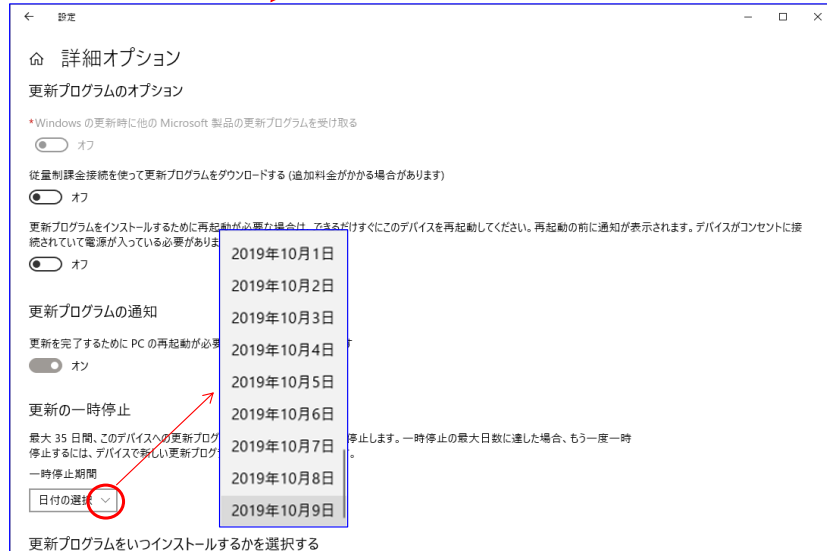 設定
詳細オプション
更新プログラムのオプション
*Windows の更新時に他の Microsoft 製品の更新プログラムを受け取る
オフ
従量制課金接続を使って更新プログラムをダウンロードする (追加料金がかかる場合があります)
オフ
更新プログラムをインストールするために再起動が必要な場合は、できるだけすぐにこのデバイスを再起動してください。再起動の前に通知が表示されます。デバイスがコンセントに接
続されていて電源が入っている必要がありま
オフ
更新プログラムの通知
更新を完了するために PC の再起動が必要
オン
更新の一時停止
最大 35 日間、このデバイスへの更新プログ 停止します。一時停止の最大日数に達した場合、もう一度一時
停止するには、デバイスで新しい更新プログ 。
一時停止期間
日付の選択
2019年10月1日
2019年10月2日
2019年10月3日
2019年10月4日
2019年10月5日
2019年10月6日
2019年10月7日
2019年10月8日
2019年10月9日
更新プログラムをいつインストールするかを選択する